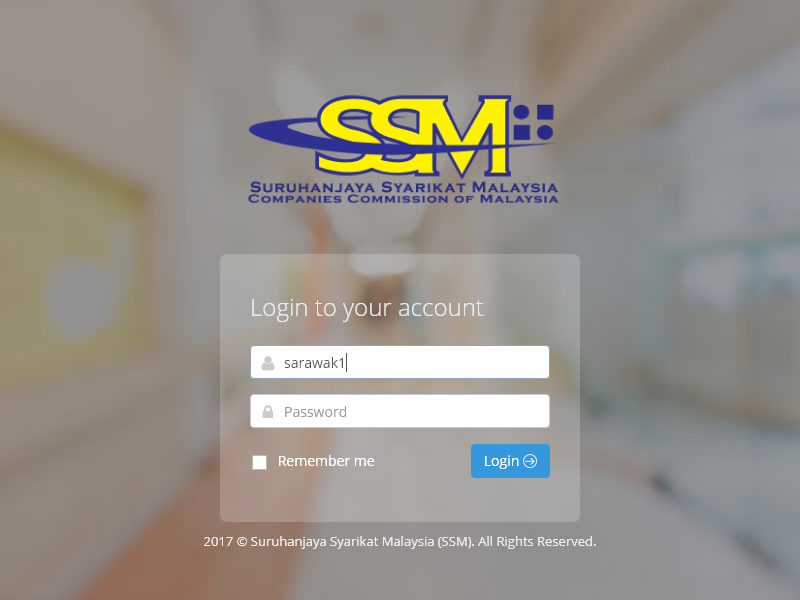 SSM
SURUHANJAYA SYARIKAT MALAYSIA
COMPANIES COMMISSION OF MALAYSIA
Login to your account
sarawak1
Password
Remember me
Login
2017 © Suruhanjaya Syarikat Malaysia (SSM). All Rights Reserved.